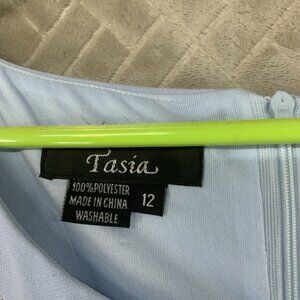 Tasia
100% POLYESTER
MADE IN CHINA
WASHABLE
12